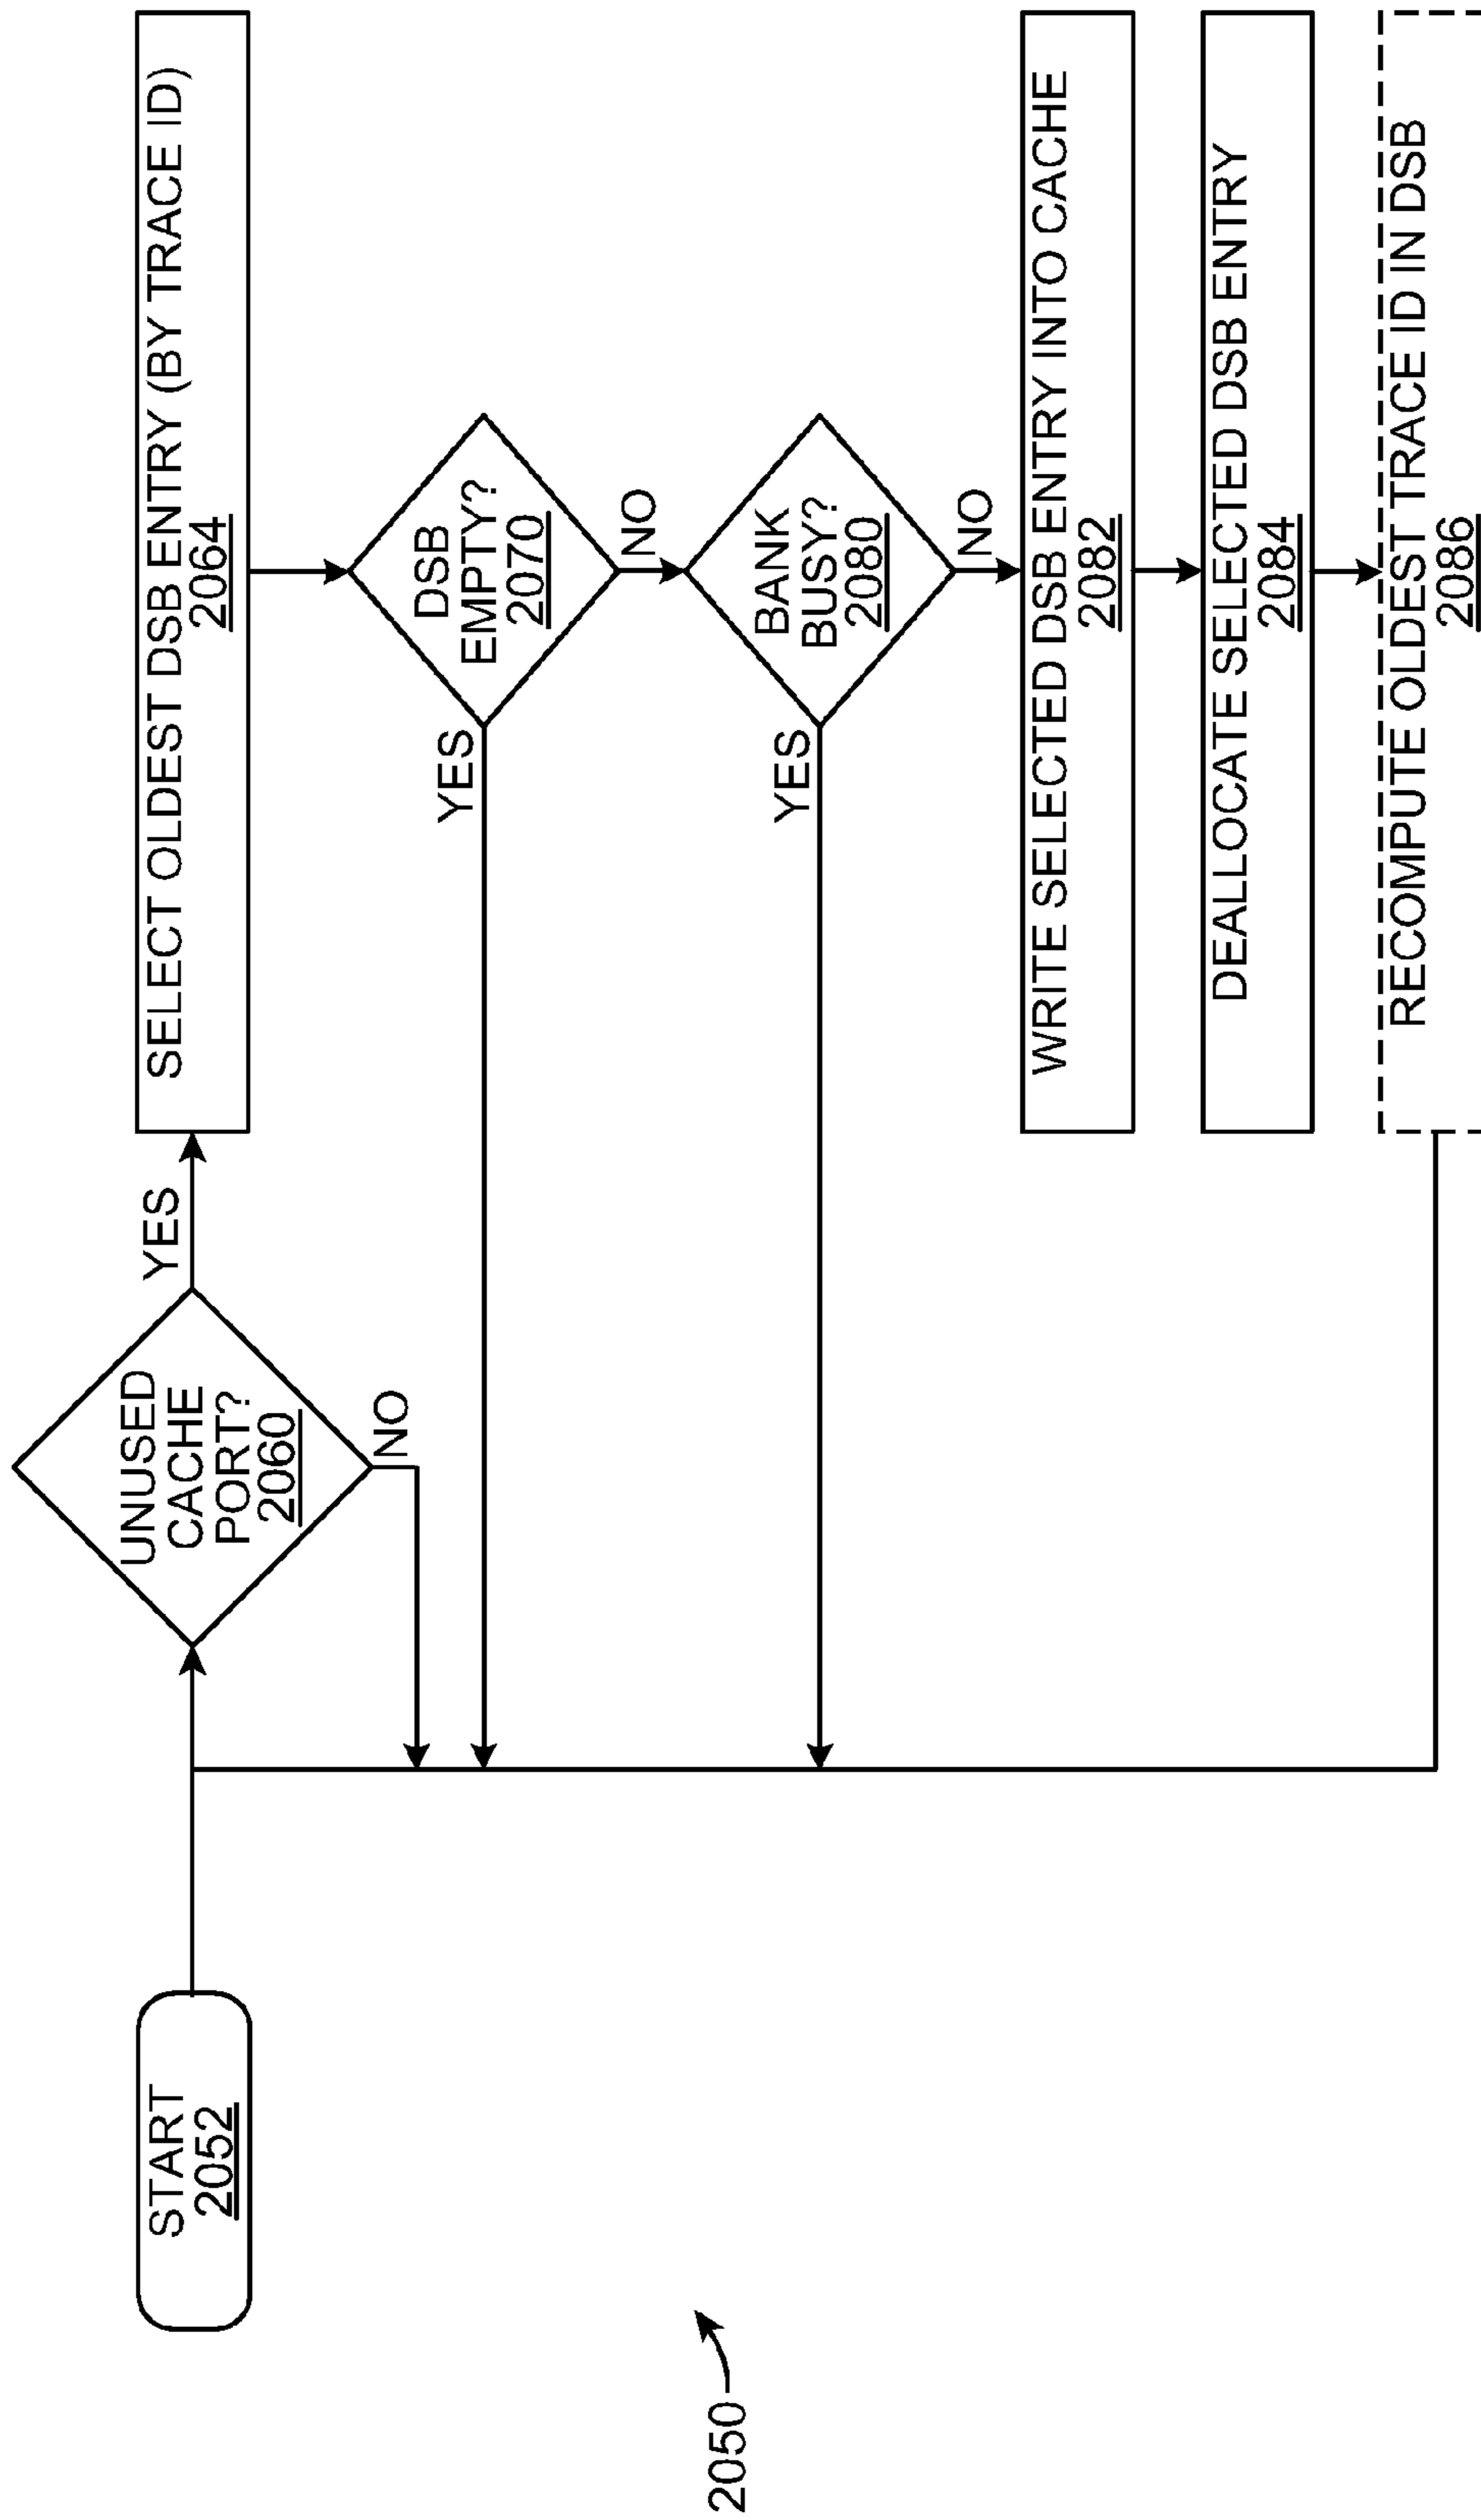 START
2052
UNUSED
CACHE
PORT?
2060
YES
NO
SELECT OLDEST DSB ENTRY (BY TRACE ID)
2064
DSB
EMPTY?
2070
YES
NO
BANK
BUSY?
2080
YES
NO
WRITE SELECTED DSB ENTRY INTO CACHE
2082
DEALLOCATE SELECTED DSB ENTRY
2084
RECOMPUTE OLDEST TRACE ID IN DSB
2086
2050